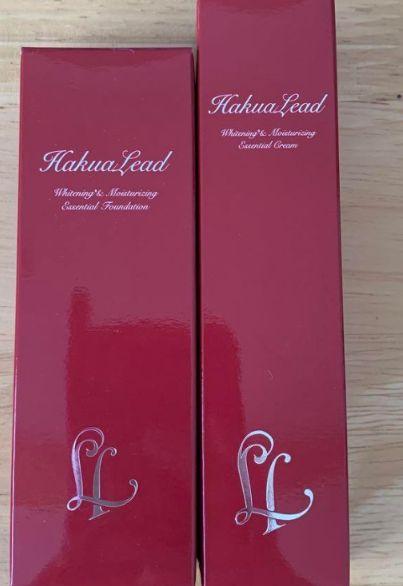 HakuaLead
Whitening*& Moisturizing
Essential Foundation
HakuaLead
Whitening*& Moisturizing
Essential Cream